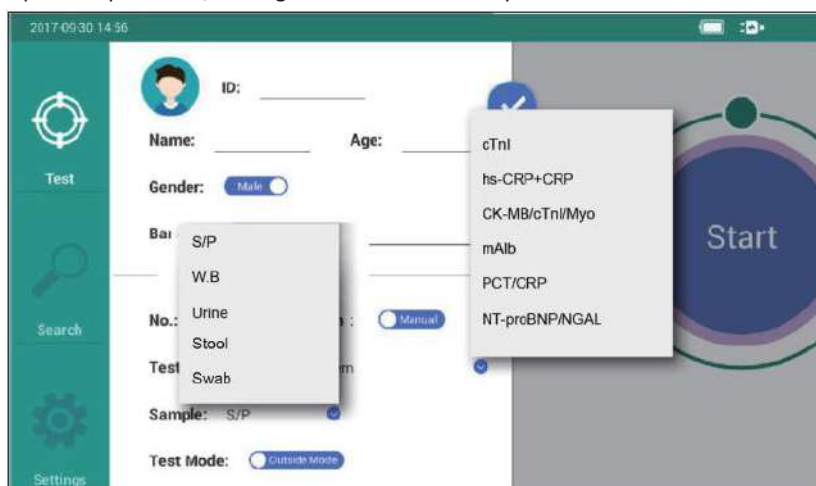 2017-09-30 14:56
ID:
Name:
Age:
Test
Gender: Male
S/P
W.B
Urine
Stool
Swab
cTnI
hs-CRP+CRP
CK-MB/cTnI/Myo
mAlb
PCT/CRP
NT-proBNP/NGAL
Start
Search
No.:
Manual
Test
Sample: S/P
Test Mode: Outside Mode
Settings